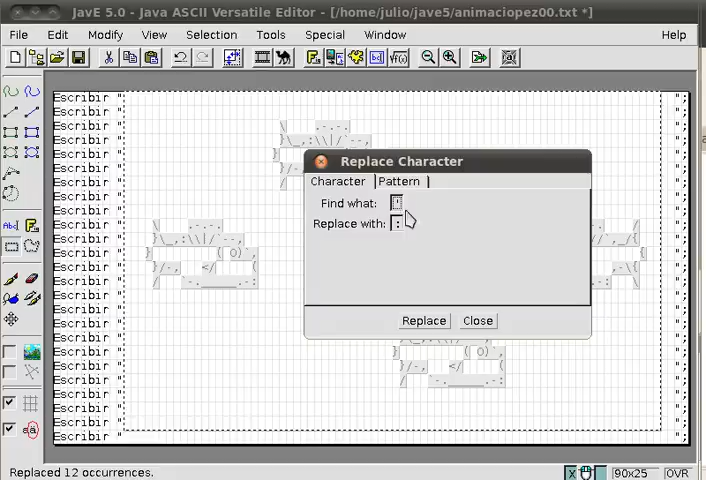 JavE 5.0 - Java ASCII Versatile Editor - [/home/julio/jave5/animaciopez00.txt *]
File Edit Modify View Selection Tools Special Window Help
Escribir " ";
Escribir " ";
Escribir " ";
Escribir " ";
Escribir " ";
Escribir "
Escribir "
Escribir "
Escribir "
Escribir "
Escribir "
Escribir "
Escribir "
Escribir " ";
Escribir " ";
Escribir " ";
Escribir " ";
Escribir " ";
Escribir " ";
Escribir " ";
Escribir " ";
Escribir " ";
Escribir " ";
Escribir " ";
Escribir " ";
Replace Character
Character Pattern
Find what: '
Replace with: :
Replace Close
Replaced 12 occurrences.
X 90x25 OVR